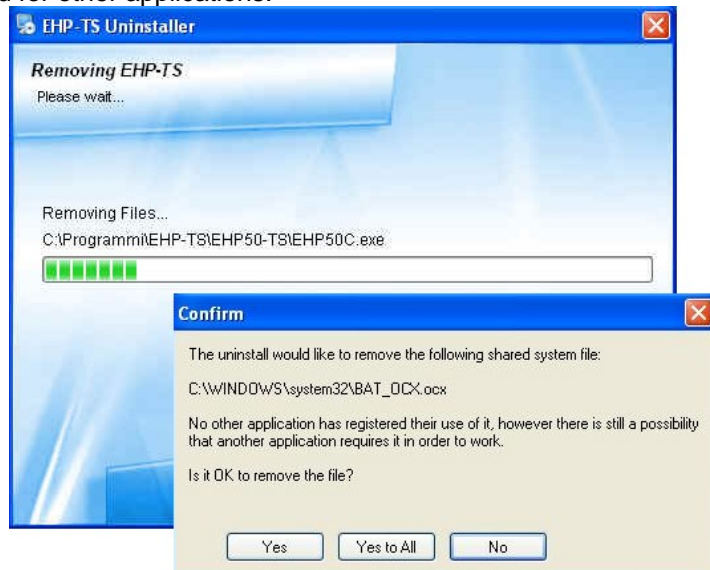 for other applications.
EHP-TS Uninstaller
Removing EHP-TS
Please wait...
Removing Files...
C:\Programmi\EHP-TS\EHP50-TS\EHP50C.exe
Confirm
The uninstall would like to remove the following shared system file:
C:\WINDOWS\system32\BAT_OCX.ocx
No other application has registered their use of it, however there is still a possibility
that another application requires it in order to work.
Is it OK to remove the file?
Yes
Yes to All
No